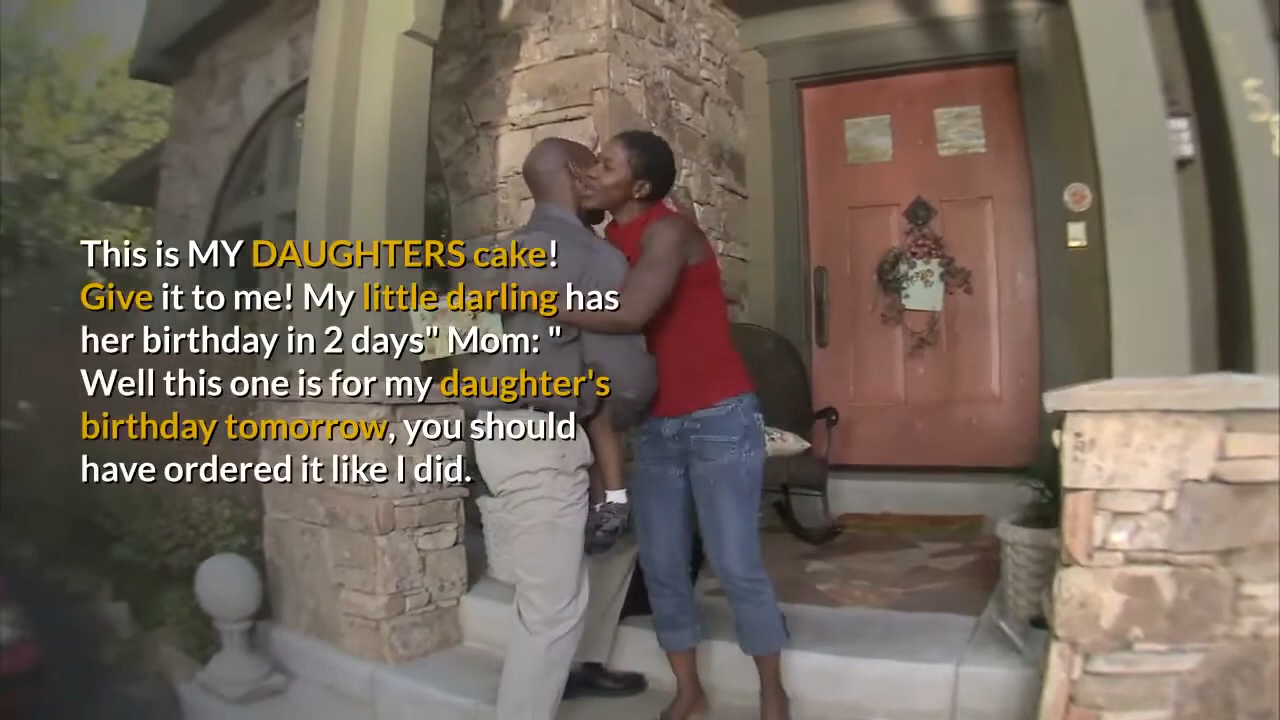 This is MY DAUGHTERS cake!
Give it to me! My little darling has
her birthday in 2 days" Mom: "
Well this one is for my daughter's
birthday tomorrow, you should
have ordered it like I did.